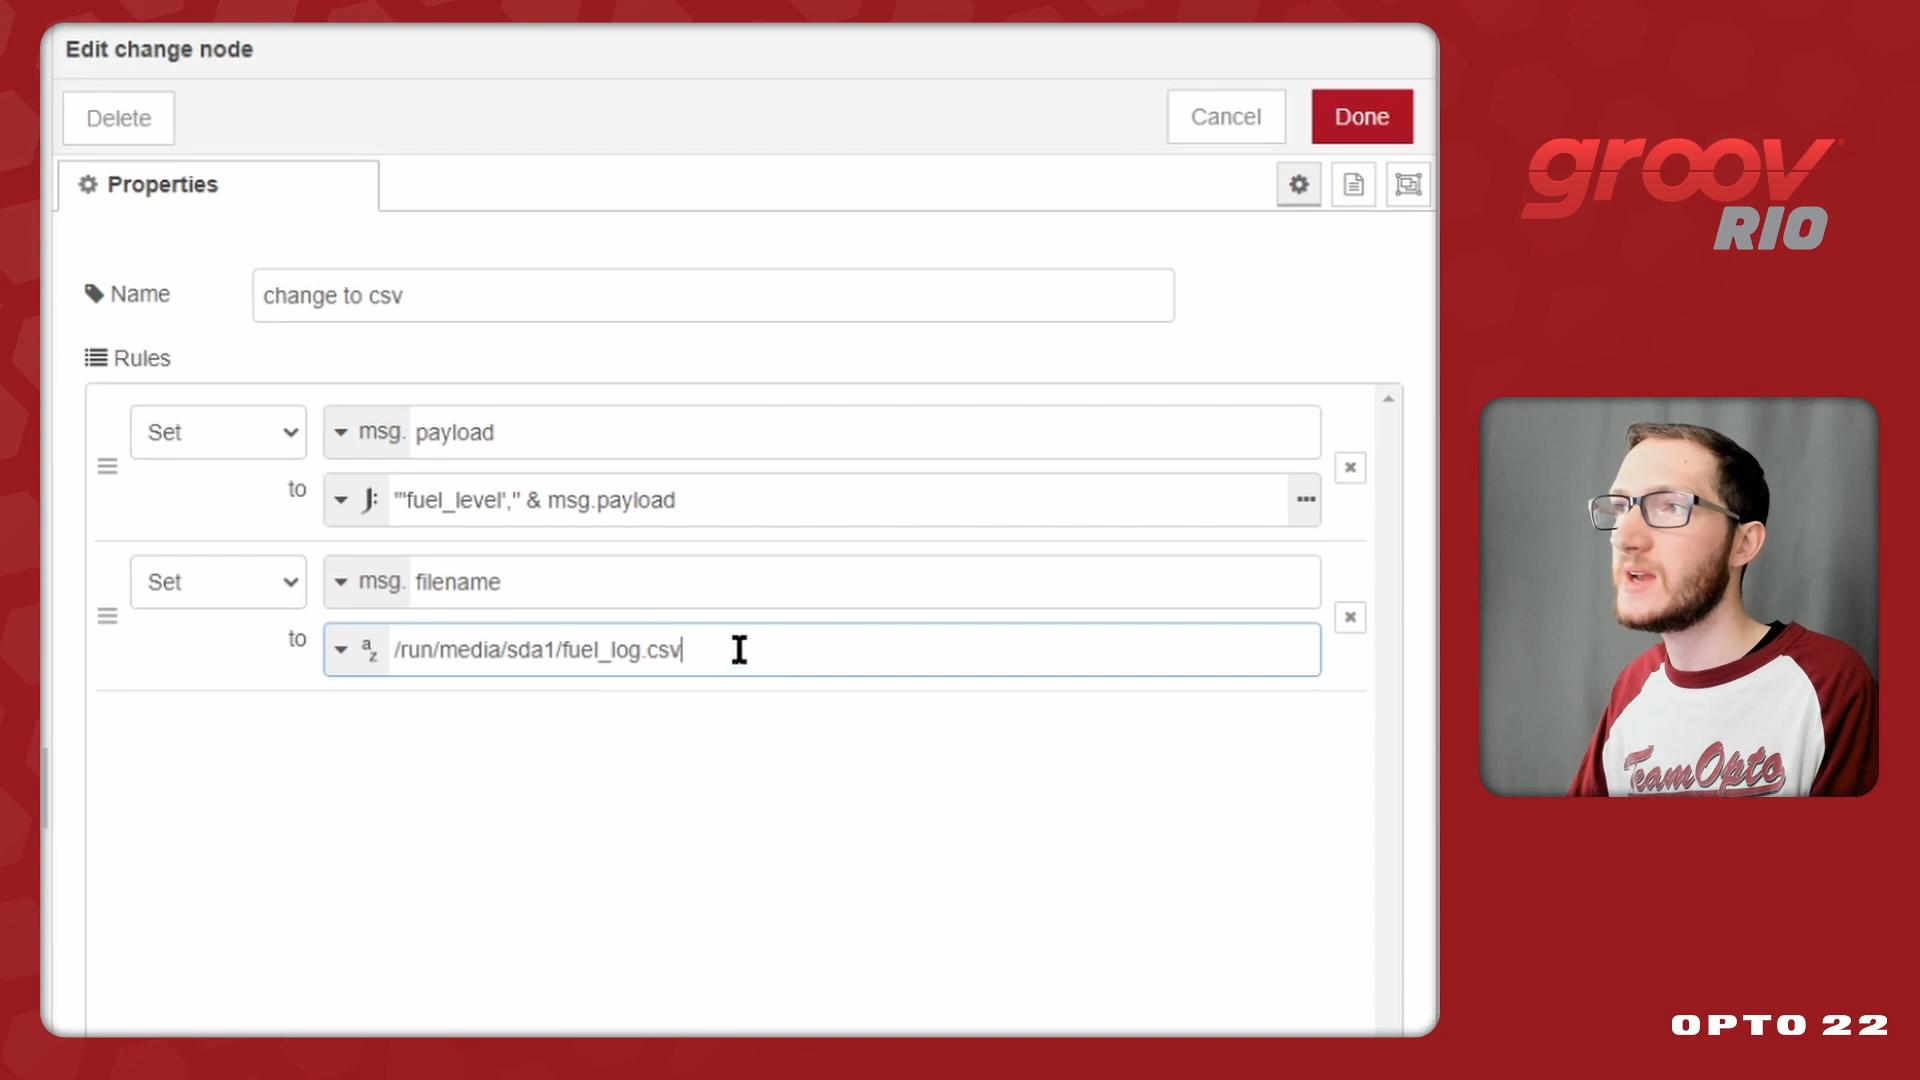 Edit change node
Delete
Cancel
Done
Properties
Name
change to csv
Rules
Set
msg. payload
to
J: "'fuel_level'," & msg.payload
Set
msg. filename
to
az /run/media/sda1/fuel_log.csv
groov
RIO
TeamOpto
OPTO 22